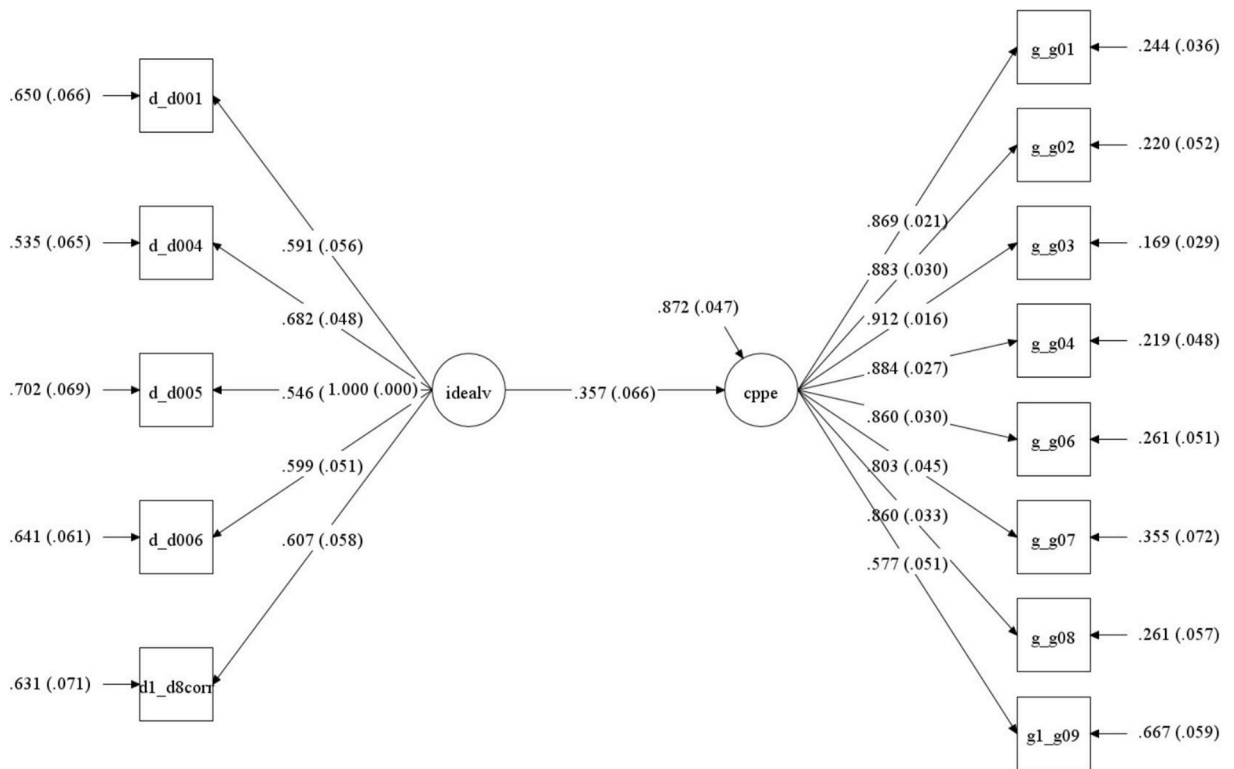 g_g01
.244 (.036)
.650 (.066)
d_d001
g_g02
.220 (.052)
.869 (.021)
.535 (.065)
d_d004
.591 (.056)
g_g03
.169 (.029)
.883 (.030)
.872 (.047)
.682 (.048)
.912 (.016)
g_g04
.219 (.048)
.884 (.027)
.702 (.069)
d_d005
.546 (
1.000 (.000)
idealv
.357 (.066)
cppe
.860 (.030)
g_g06
.261 (.051)
.599 (.051)
.803 (.045)
.860 (.033)
.641 (.061)
d_d006
.607 (.058)
g_g07
.355 (.072)
.577 (.051)
g_g08
.261 (.057)
.631 (.071)
d1_d8corr
g1_g09
.667 (.059)